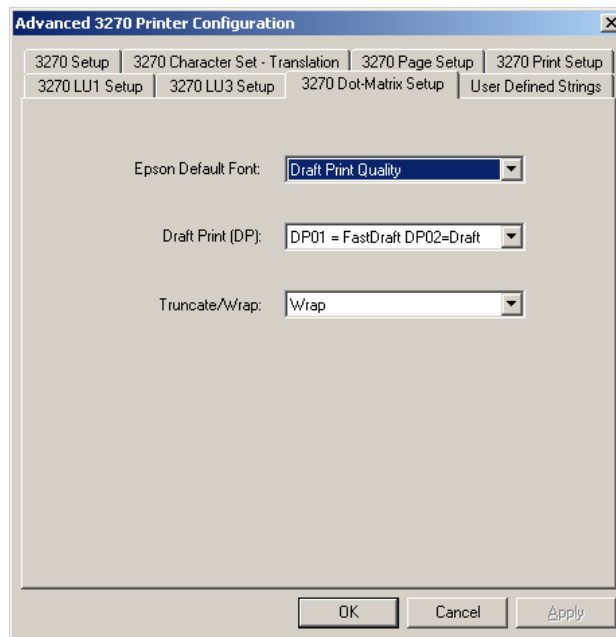 Advanced 3270 Printer Configuration
3270 Setup 3270 Character Set - Translation 3270 Page Setup 3270 Print Setup
3270 LU1 Setup 3270 LU3 Setup 3270 Dot-Matrix Setup User Defined Strings
Epson Default Font: Draft Print Quality
Draft Print (DP): DP01 = FastDraft DP02=Draft
Truncate/Wrap: Wrap
OK Cancel Apply